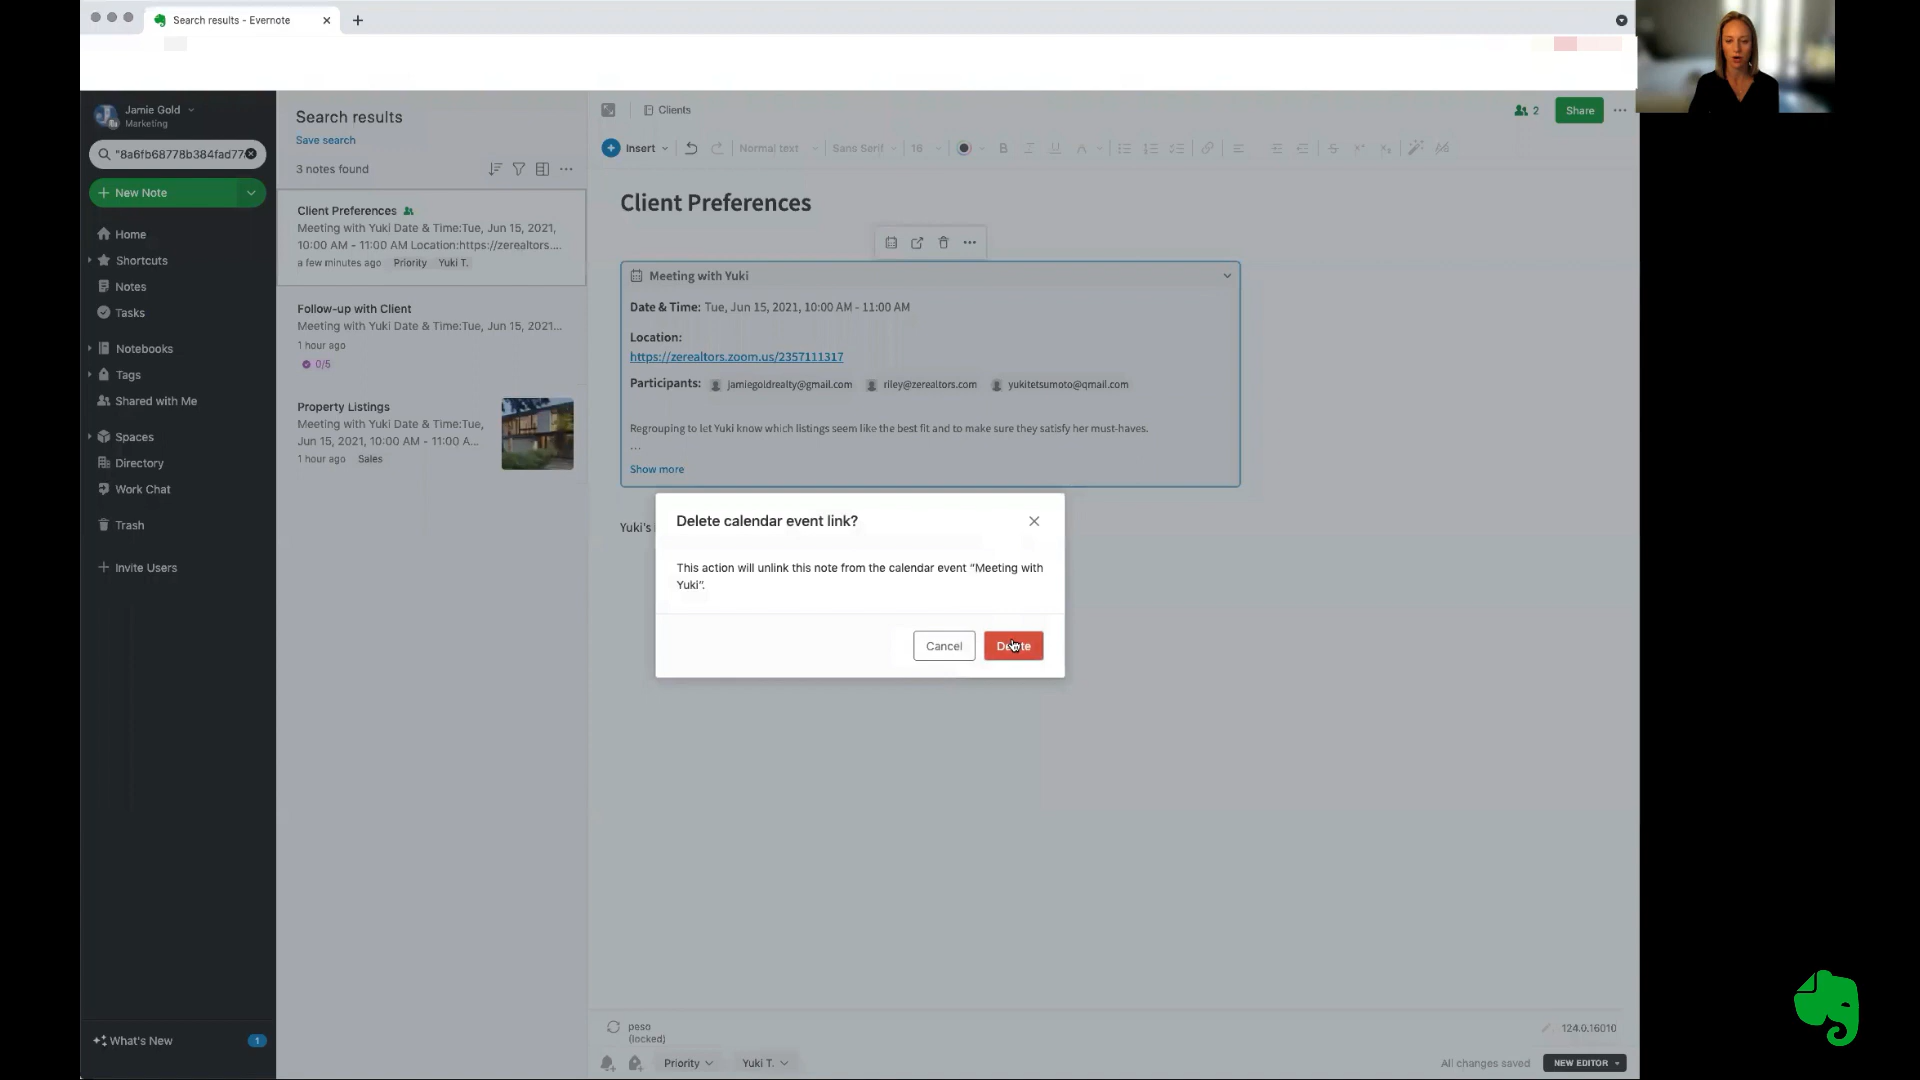 Search results - Evernote
Jamie Gold
Marketing
"8a6fb68778b384fad77
New Note
Home
Shortcuts
Notes
Tasks
Notebooks
Tags
Shared with Me
Spaces
Directory
Work Chat
Trash
Invite Users
What's New
1
Search results
Save search
3 notes found
Client Preferences
Meeting with Yuki Date & Time:Tue, Jun 15, 2021,
10:00 AM - 11:00 AM Location:https://zerealtors....
a few minutes ago Priority Yuki T.
Follow-up with Client
Meeting with Yuki Date & Time:Tue, Jun 15, 2021...
1 hour ago
0/5
Property Listings
Meeting with Yuki Date & Time:Tue,
Jun 15, 2021, 10:00 AM - 11:00 A...
1 hour ago Sales
Clients
2
Share
Insert Normal text Sans Serif 18
Client Preferences
Meeting with Yuki
Date & Time: Tue, Jun 15, 2021, 10:00 AM - 11:00 AM
Location:
https://zerealtors.zoom.us/2357111317
Participants: jamiegoldrealty@gmail.com riley@zerealtors.com yukitetsumoto@qmail.com
Regrouping to let Yuki know which listings seem like the best fit and to make sure they satisfy her must-haves.
...
Show more
Yuki's
Delete calendar event link?
This action will unlink this note from the calendar event “Meeting with
Yuki”.
Cancel
Delete
peso
(locked)
124.0.16010
Priority Yuki T.
All changes saved
NEW EDITOR